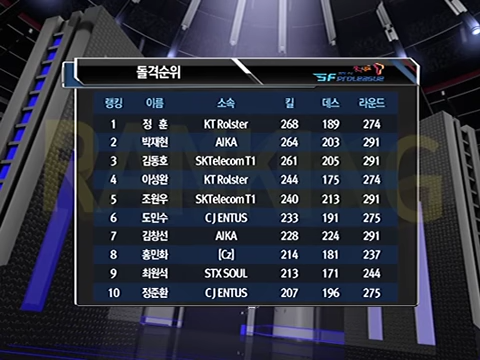 돌격순위
SF PROLEAGUE
랭킹 이름 소속 킬 데스 라운드
1 정 훈 KT Rolster 268 189 274
2 박재현 AIKA 264 203 291
3 김동호 SKTelecom T1 261 205 291
4 이성완 KT Rolster 244 175 274
5 조원우 SKTelecom T1 240 213 291
6 도민수 CJ ENTUS 233 191 275
7 김창선 AIKA 228 224 291
8 홍민화 [Cz] 214 181 237
9 최원석 STX SOUL 213 171 244
10 정준환 CJ ENTUS 207 196 275
RANKING